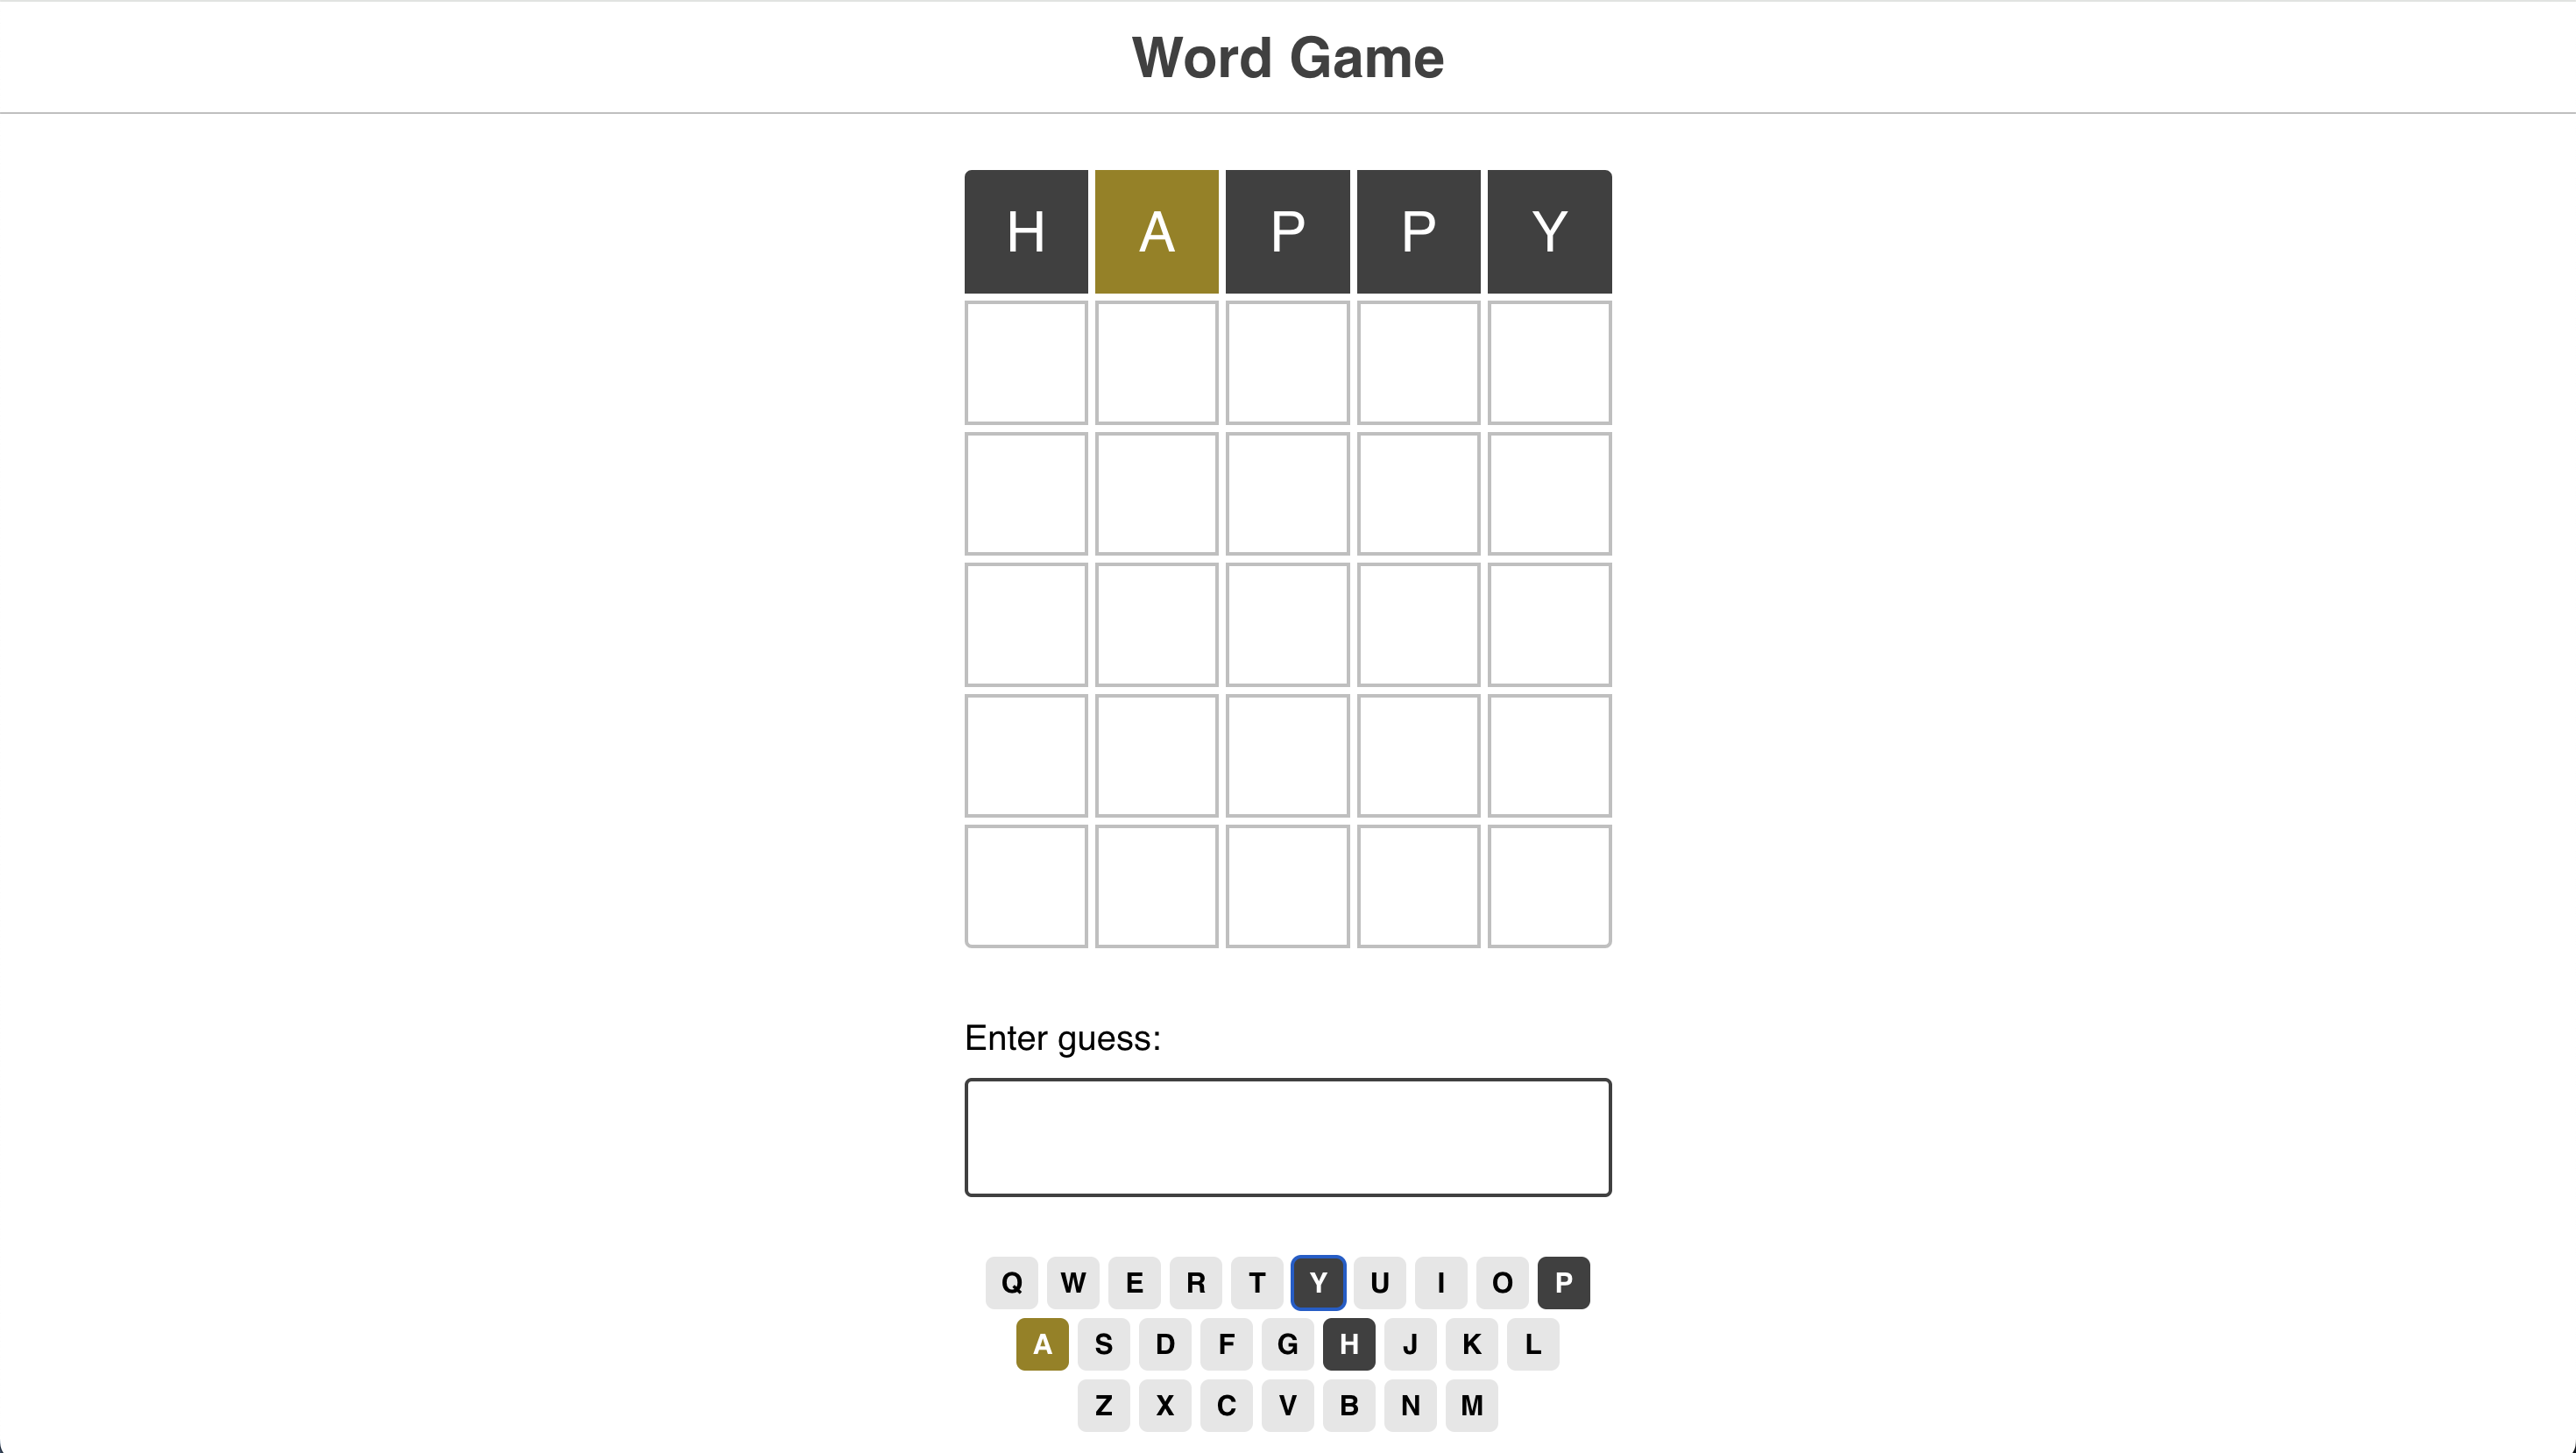 Word Game
H A P P Y
Enter guess:
Q W E R T Y U I O P
A S D F G H J K L
Z X C V B N M